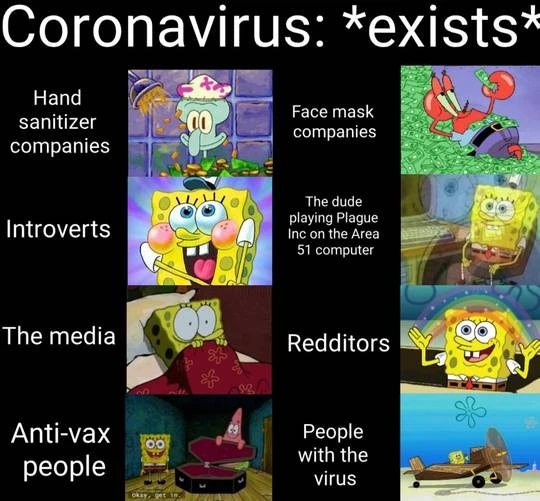 Coronavirus: *exists*
Hand
sanitizer
companies
Face mask
companies
Introverts
The dude
playing Plague
Inc on the Area
51 computer
The media
Redditors
Anti-vax
people
Okay, get in.
People
with the
virus